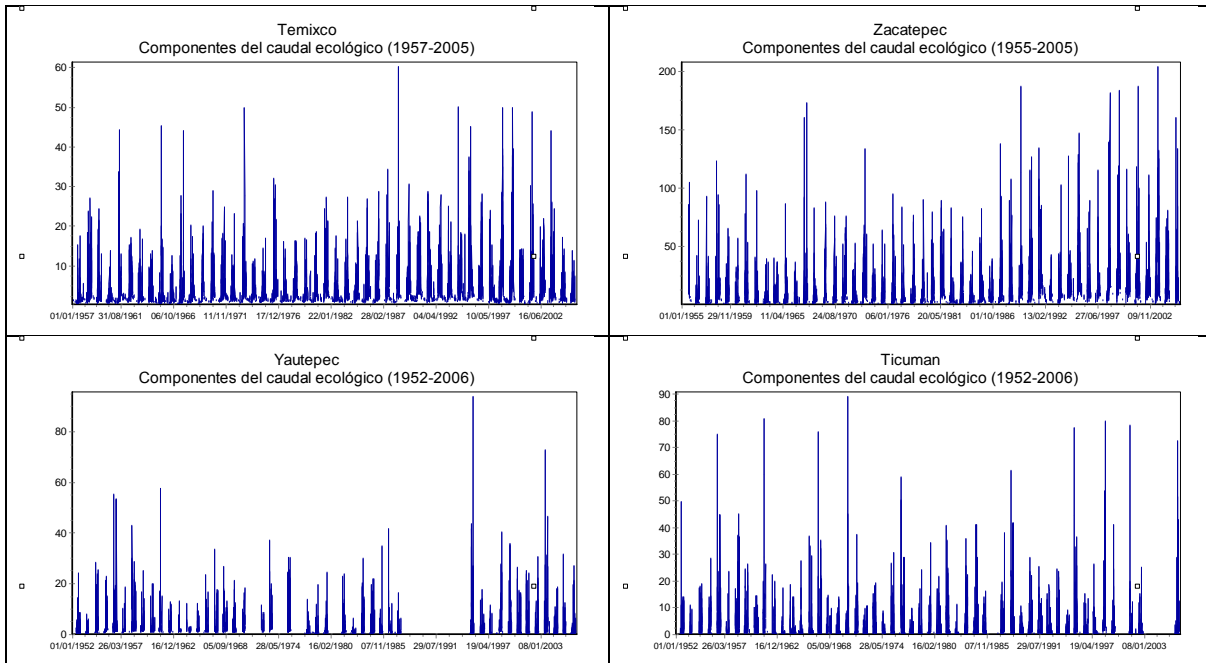 Temixco
Componentes del caudal ecológico (1957-2005)
60
50
40
30
20
10
01/01/1957 31/08/1961 06/10/1966 11/11/1971 17/12/1976 22/01/1982 28/02/1987 04/04/1992 10/05/1997 16/06/2002
Zacatepec
Componentes del caudal ecológico (1955-2005)
200
150
100
50
01/01/1955 29/11/1959 11/04/1965 24/08/1970 06/01/1976 20/05/1981 01/10/1986 13/02/1992 27/06/1997 09/11/2002
Yautepec
Componentes del caudal ecológico (1952-2006)
80
60
40
20
0
01/01/1952 26/03/1957 16/12/1962 05/09/1968 28/05/1974 16/02/1980 07/11/1985 29/07/1991 19/04/1997 08/01/2003
Ticuman
Componentes del caudal ecológico (1952-2006)
90
80
70
60
50
40
30
20
10
0
01/01/1952 26/03/1957 16/12/1962 05/09/1968 28/05/1974 16/02/1980 07/11/1985 29/07/1991 19/04/1997 08/01/2003